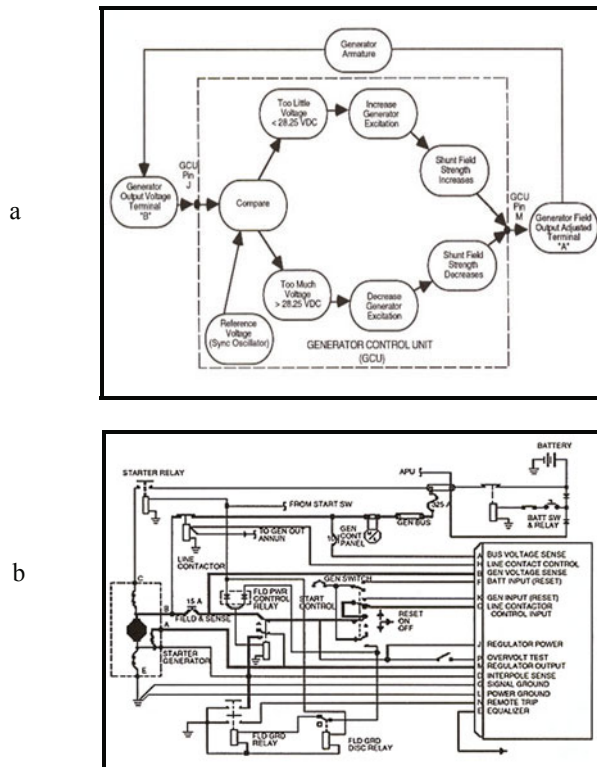 a
Generator
Armature
Too Little
Voltage
< 28.25 VDC
Increase
Generator
Excitation
GCU
Pin
J
Shunt Field
Strength
Increases
GCU
Pin
M
Generator
Output Voltage
Terminal
"B"
Compare
Generator Field
Output Adjusted
Terminal
"A"
Too Much
Voltage
> 28.25 VDC
Decrease
Generator
Excitation
Shunt Field
Strength
Decreases
Reference
Voltage
(Sync Oscillator)
GENERATOR CONTROL UNIT
(GCU)
b
BATTERY
STARTER RELAY
APU
FROM START SW
GEN BUS
BATT SW
& RELAY
TO GEN OUT
ANNUN
GEN
CONT
PANEL
LINE
CONTACTOR
A BUS VOLTAGE SENSE
H LINE CONTACT CONTROL
B GEN VOLTAGE SENSE
F BATT INPUT (RESET)
C
GEN SWITCH
K GEN INPUT (RESET)
LINE CONTACTOR
CONTROL INPUT
B
15 A
FIELD & SENSE
FLD PWR
CONTROL
RELAY
START
CONTROL
RESET
ON
OFF
A
STARTER
GENERATOR
J REGULATOR POWER
P OVERVOLT TEST
M REGULATOR OUTPUT
D INTERPOLE SENSE
G SIGNAL GROUND
L POWER GROUND
N REMOTE TRIP
E EQUALIZER
E
FLD GRD
RELAY
FLD GRD
DISC RELAY